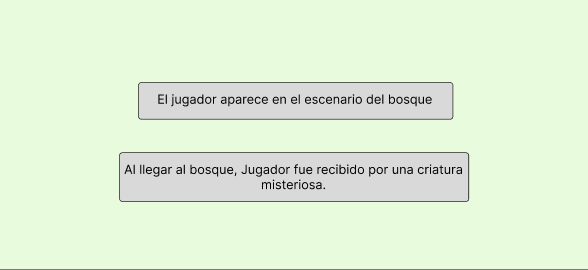 El jugador aparece en el escenario del bosque
Al llegar al bosque, Jugador fue recibido por una criatura
misteriosa.